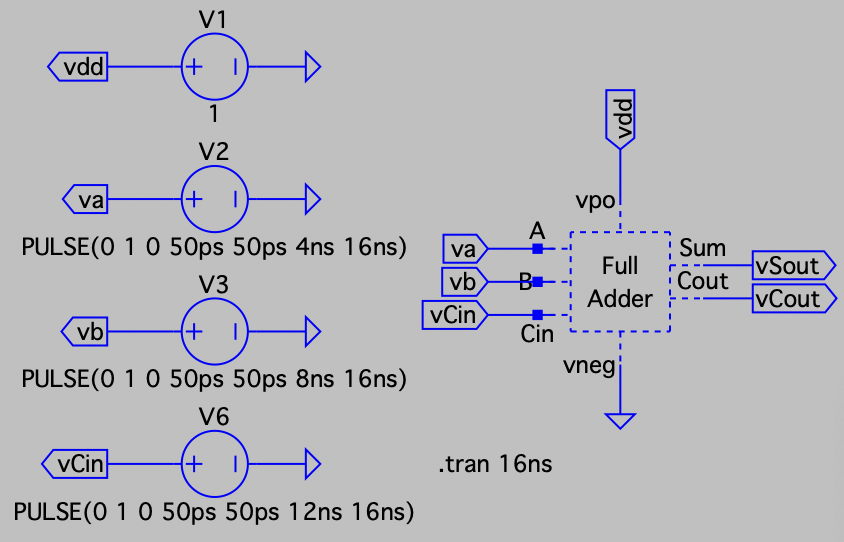 V1
vdd
+ −
1
V2
va
+ −
PULSE(0 1 0 50ps 50ps 4ns 16ns)
V3
vb
+ −
PULSE(0 1 0 50ps 50ps 8ns 16ns)
V6
vCin
+ −
PULSE(0 1 0 50ps 50ps 12ns 16ns)
vdd
vpo
A
va
B
vb
vCin
Cin
Full
Adder
Sum
vSout
Cout
vCout
vneg
.tran 16ns